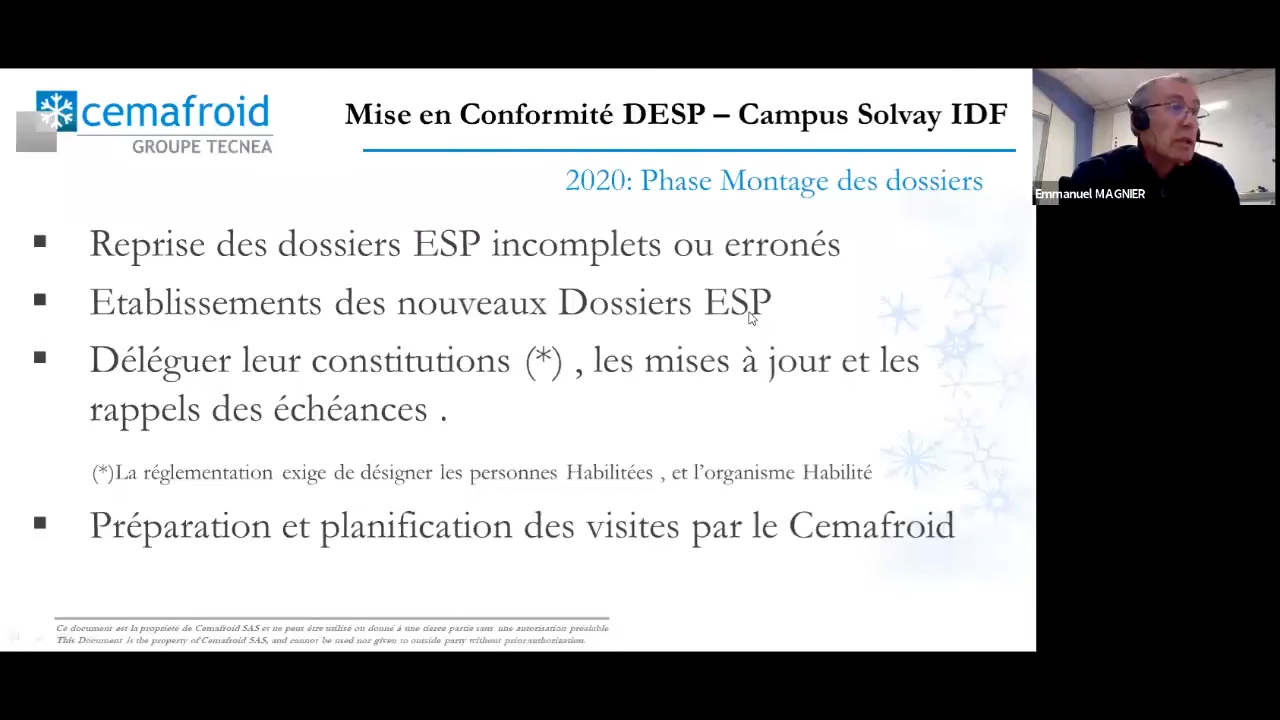 cemafroid
GROUPE TECNEA
Mise en Conformité DESP – Campus Solvay IDF
2020: Phase Montage des dossiers
Emmanuel MAGNIER
▪ Reprise des dossiers ESP incomplets ou erronés
▪ Etablissements des nouveaux Dossiers ESP
▪ Déléguer leur constitutions (*) , les mises à jour et les
rappels des échéances .
(*)La réglementation exige de désigner les personnes Habilitées , et l’organisme Habilité
▪ Préparation et planification des visites par le Cemafroid
Ce document est la propriété de Cemafroid SAS et ne peut être utilisé ou donné à une tierce partie sans une autorisation préalable
This Document is the property of Cemafroid SAS, and cannot be used nor given to outside party without prior authorization.